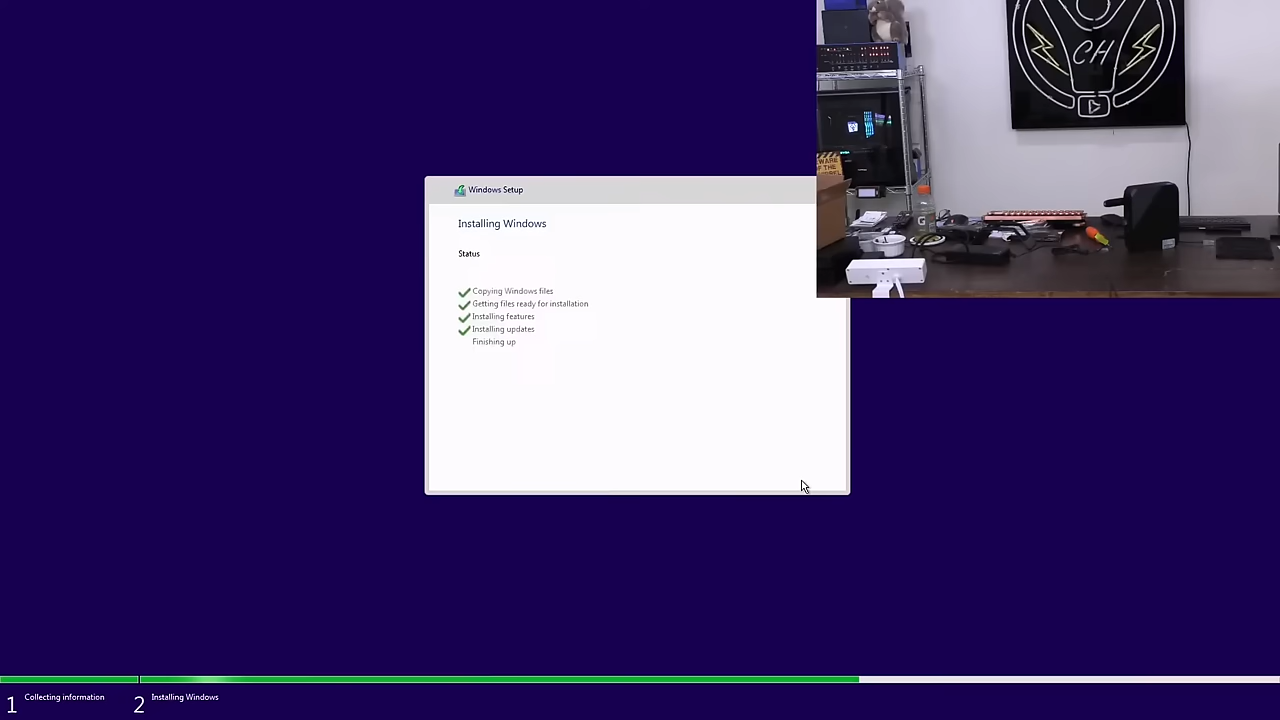 Windows Setup
Installing Windows
Status
Copying Windows files
Getting files ready for installation
Installing features
Installing updates
Finishing up
CH
G
1 Collecting information
2 Installing Windows